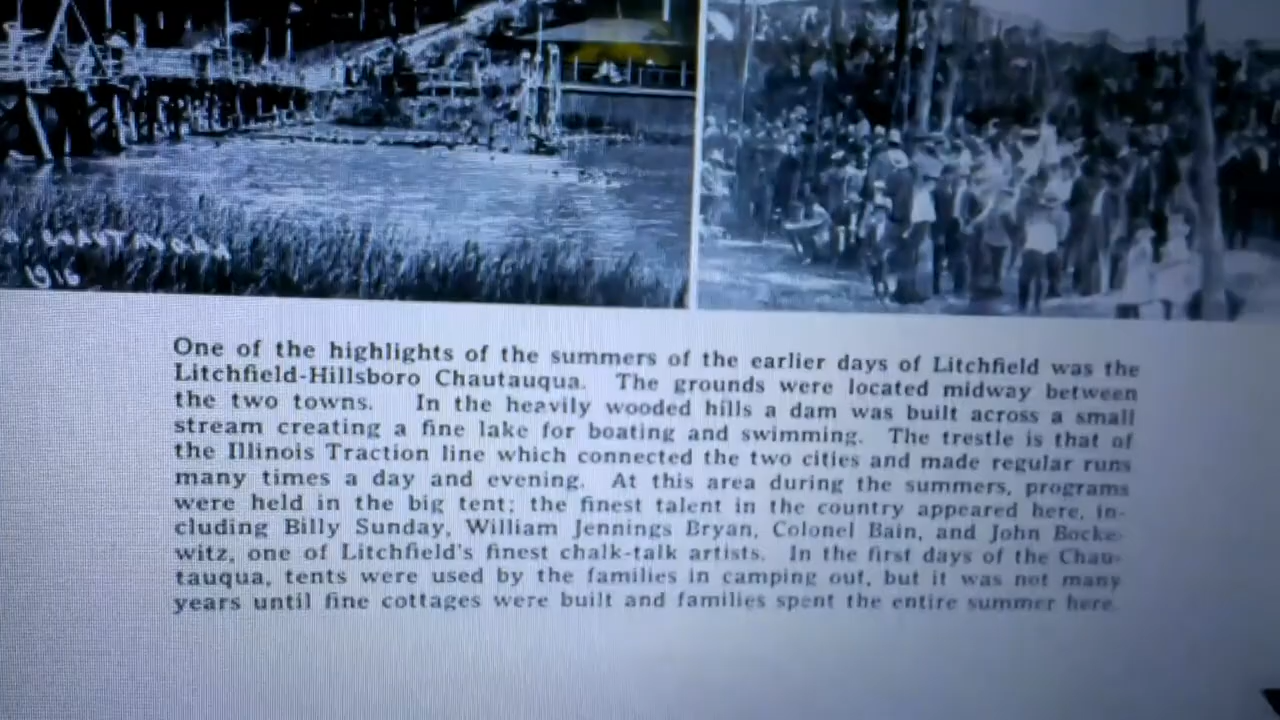 1916
One of the highlights of the summers of the earlier days of Litchfield was the
Litchfield-Hillsboro Chautauqua. The grounds were located midway between
the two towns. In the heavily wooded hills a dam was built across a small
stream creating a fine lake for boating and swimming. The trestle is that of
the Illinois Traction line which connected the two cities and made regular runs
many times a day and evening. At this area during the summers, programs
were held in the big tent; the finest talent in the country appeared here, in-
cluding Billy Sunday, William Jennings Bryan, Colonel Bain, and John Bocke-
witz, one of Litchfield's finest chalk-talk artists. In the first days of the Chau-
tauqua, tents were used by the families in camping out, but it was not many
years until fine cottages were built and families spent the entire summer here.